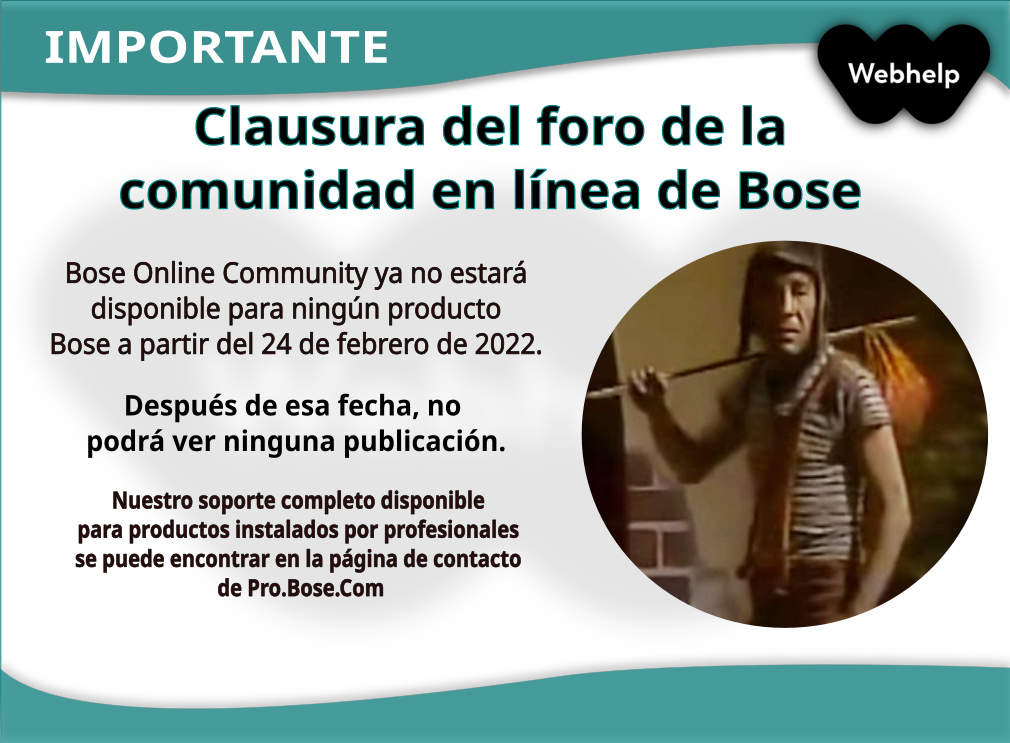 IMPORTANTE
Webhelp
Clausura del foro de la
comunidad en línea de Bose
Bose Online Community ya no estará
disponible para ningún producto
Bose a partir del 24 de febrero de 2022.
Después de esa fecha, no
podrá ver ninguna publicación.
Nuestro soporte completo disponible
para productos instalados por profesionales
se puede encontrar en la página de contacto
de Pro.Bose.Com